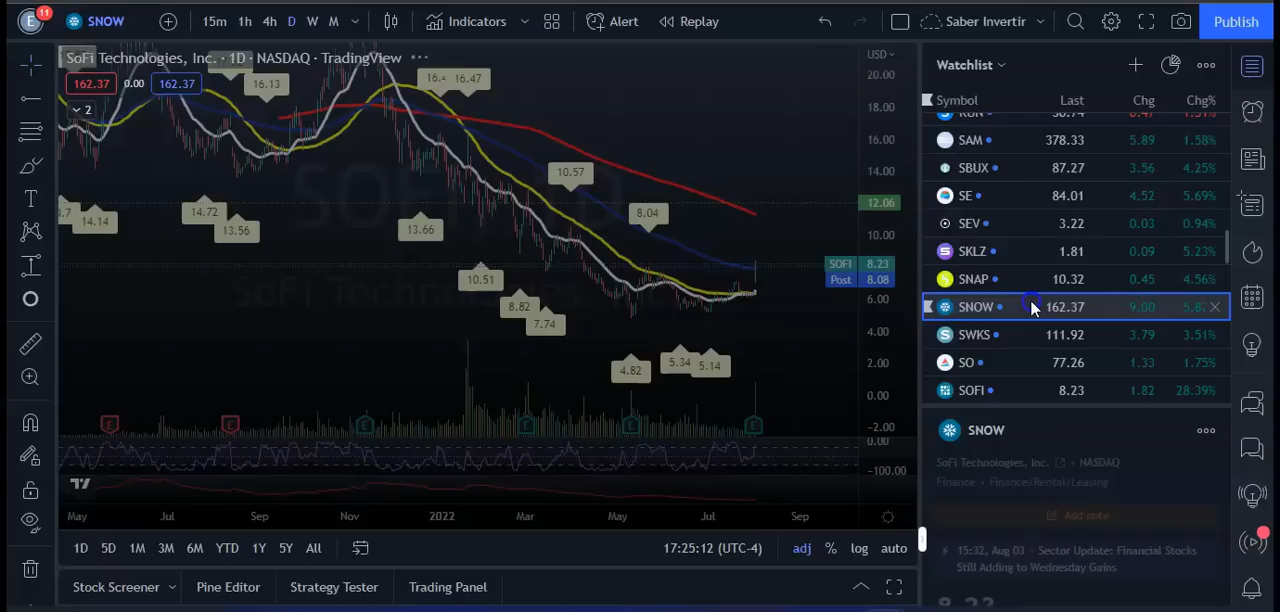 E 11 SNOW 15m 1h 4h D W M Indicators Alert Replay Saber Invertir Publish
SoFi Technologies, Inc. · 1D · NASDAQ · TradingView
162.37 0.00 162.37
2
16.13
16.47
10.57
8.04
14.14
14.72
13.56
13.66
10.51
8.82
7.74
4.82
5.34
5.14
USD
20.00
18.00
16.00
14.00
12.06
10.00
SOFI 8.23
Post 8.08
6.00
4.00
2.00
0.00
-2.00
0.00
-100.00
SOFI, 1D
SoFi Technologies, Inc.
E E E E E E
May Jul Sep Nov 2022 Mar May Jul Sep
1D 5D 1M 3M 6M YTD 1Y 5Y All 17:25:12 (UTC-4) adj % log auto
Stock Screener Pine Editor Strategy Tester Trading Panel
Watchlist
Symbol Last Chg Chg%
SAM 378.33 5.89 1.58%
SBUX 87.27 3.56 4.25%
SE 84.01 4.52 5.69%
SEV 3.22 0.03 0.94%
SKLZ 1.81 0.09 5.23%
SNAP 10.32 0.45 4.56%
SNOW 162.37 9.00
SWKS 111.92 3.79 3.51%
SO 77.26 1.33 1.75%
SOFI 8.23 1.82 28.39%
SNOW
SoFi Technologies, Inc. • NASDAQ
Finance • Finance/Rental/Leasing
Add note
15:32, Aug 03 · Sector Update: Financial Stocks
Still Adding to Wednesday Gains